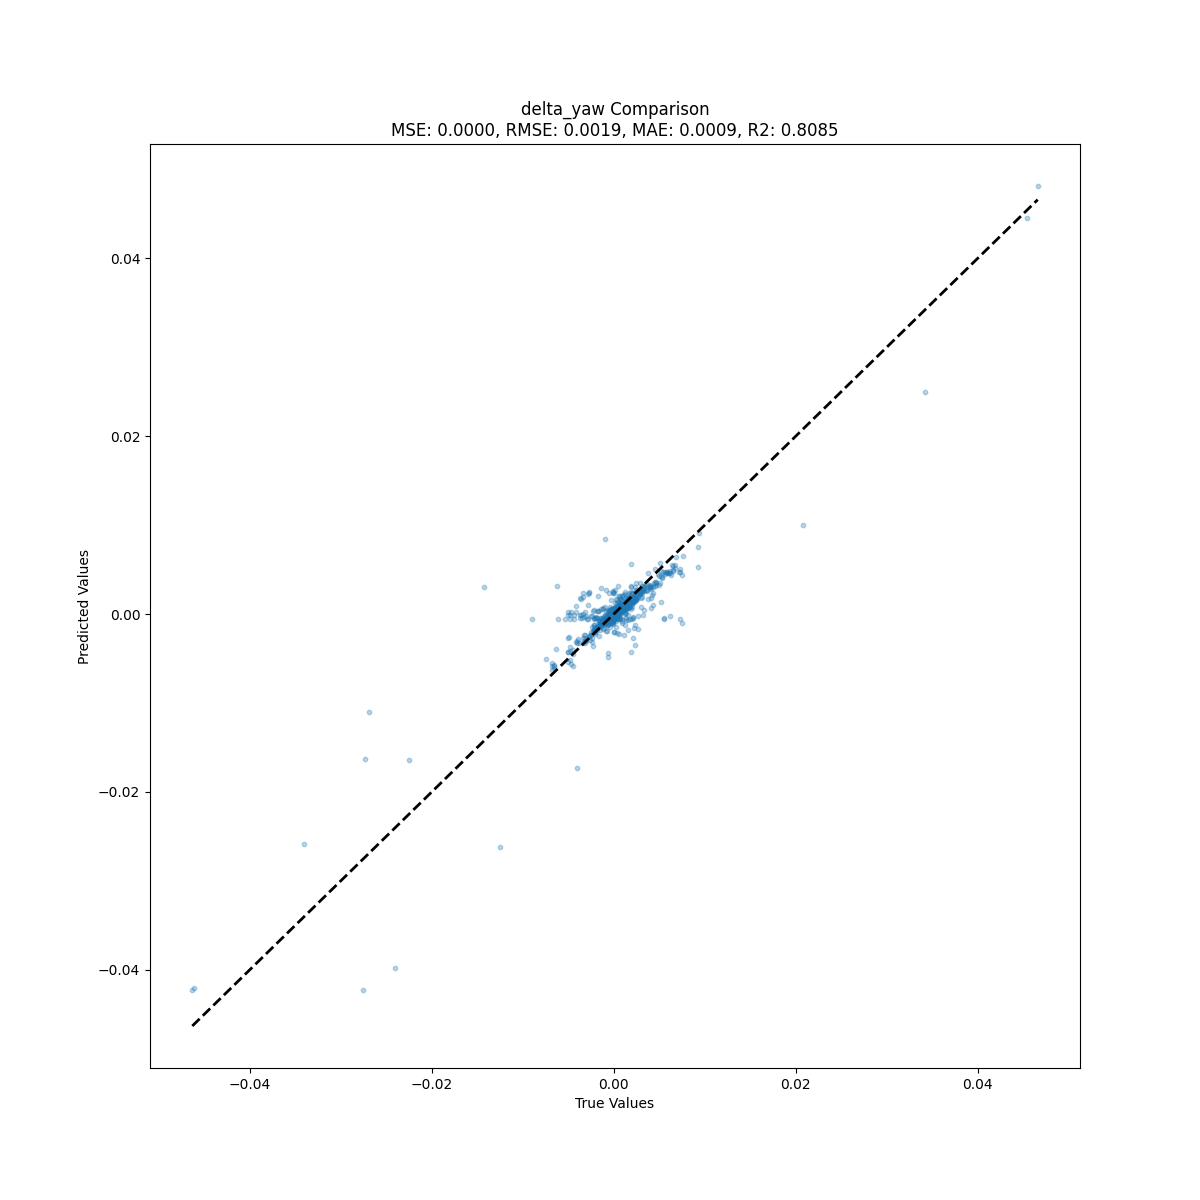 delta_yaw Comparison
MSE: 0.0000, RMSE: 0.0019, MAE: 0.0009, R2: 0.8085
0.04
0.02
0.00
−0.02
−0.04
Predicted Values
−0.04 −0.02 0.00 0.02 0.04
True Values